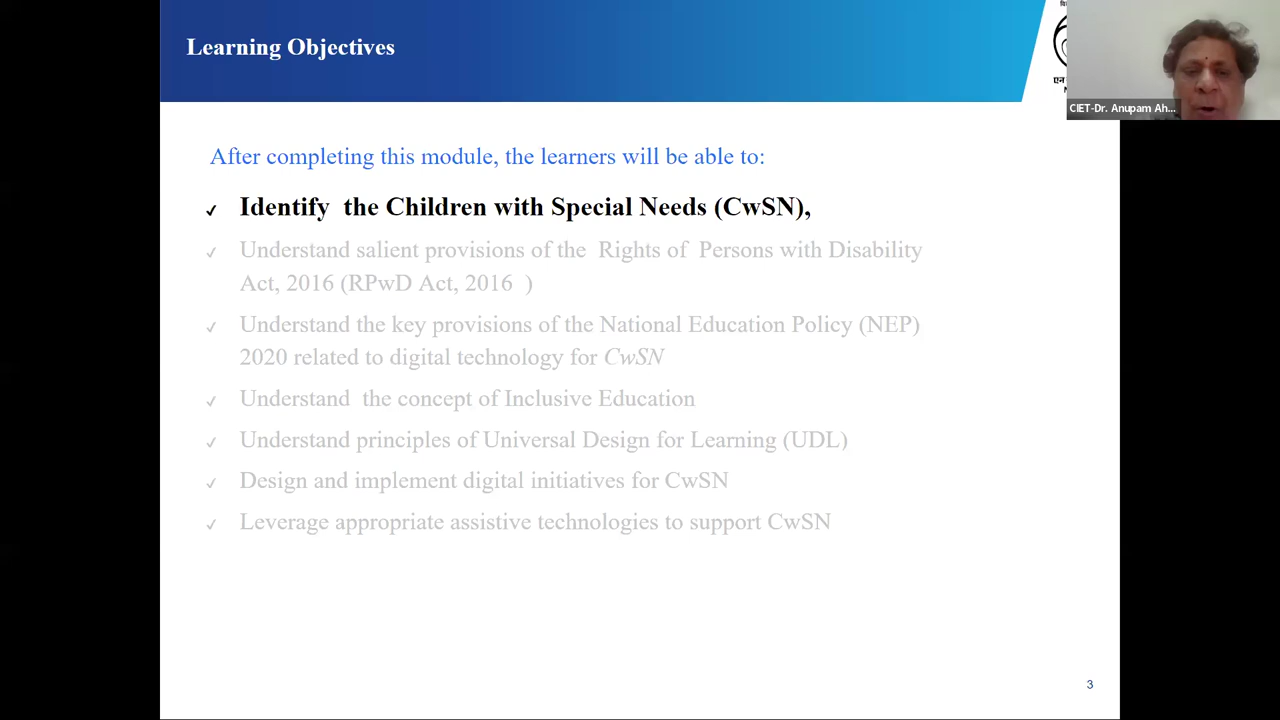 Learning Objectives
CIET-Dr. Anupam Ah...
After completing this module, the learners will be able to:
✓ Identify the Children with Special Needs (CwSN),
✓ Understand salient provisions of the Rights of Persons with Disability
Act, 2016 (RPwD Act, 2016 )
✓ Understand the key provisions of the National Education Policy (NEP)
2020 related to digital technology for CwSN
✓ Understand the concept of Inclusive Education
✓ Understand principles of Universal Design for Learning (UDL)
✓ Design and implement digital initiatives for CwSN
✓ Leverage appropriate assistive technologies to support CwSN
3